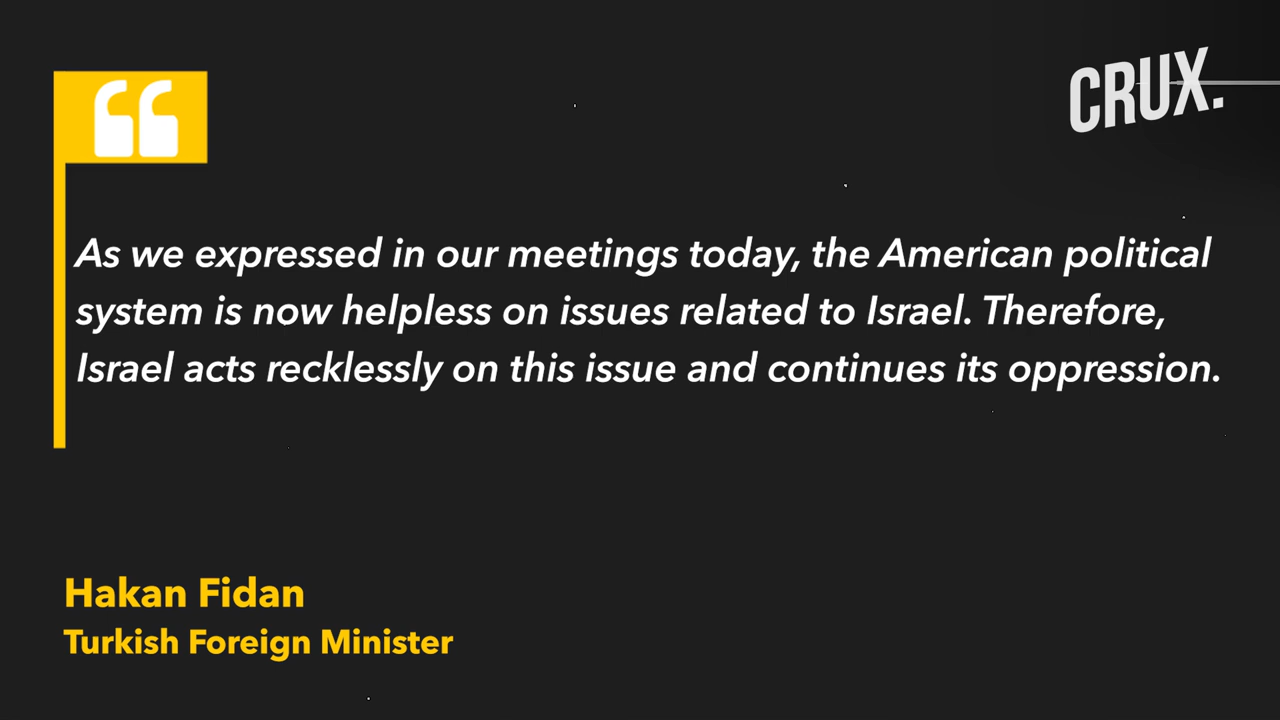 CRUX.
As we expressed in our meetings today, the American political
system is now helpless on issues related to Israel. Therefore,
Israel acts recklessly on this issue and continues its oppression.
Hakan Fidan
Turkish Foreign Minister